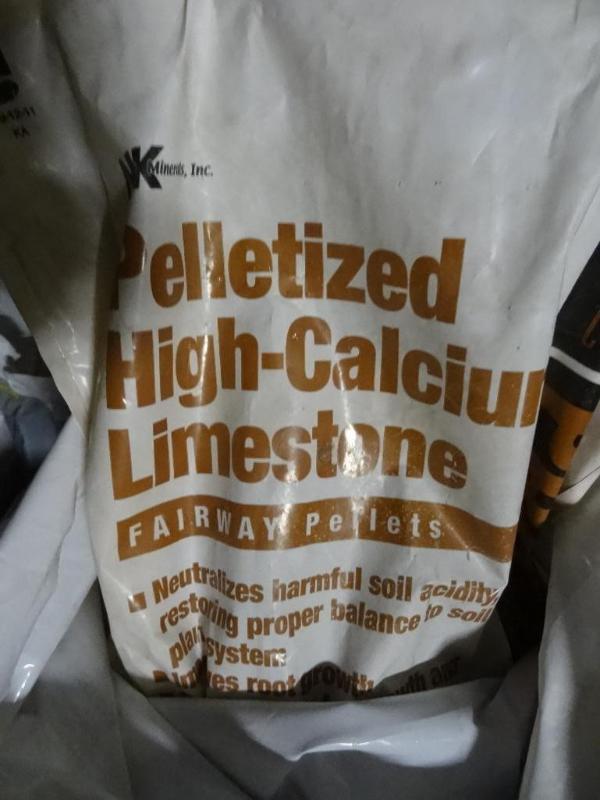 KA
Minerals, Inc.
Pelletized
High-Calcium
Limestone
FAIRWAY Pellets
Neutralizes harmful soil acidity,
restoring proper balance to soil
system
root growth